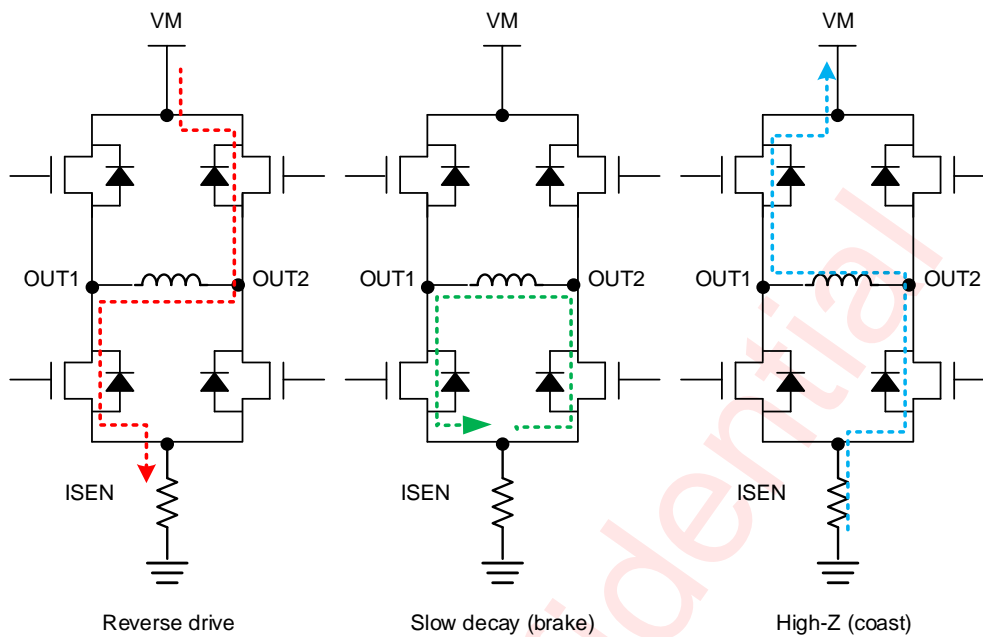 VM
VM
VM
OUT1
OUT2
OUT1
OUT2
OUT1
OUT2
ISEN
ISEN
ISEN
Reverse drive
Slow decay (brake)
High-Z (coast)
idential